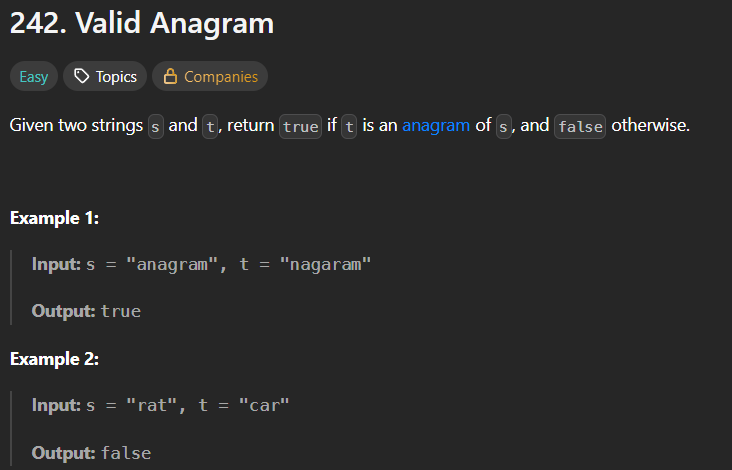 242. Valid Anagram
Easy Topics Companies
Given two strings s and t, return true if t is an anagram of s, and false otherwise.
Example 1:
Input: s = "anagram", t = "nagaram"
Output: true
Example 2:
Input: s = "rat", t = "car"
Output: false